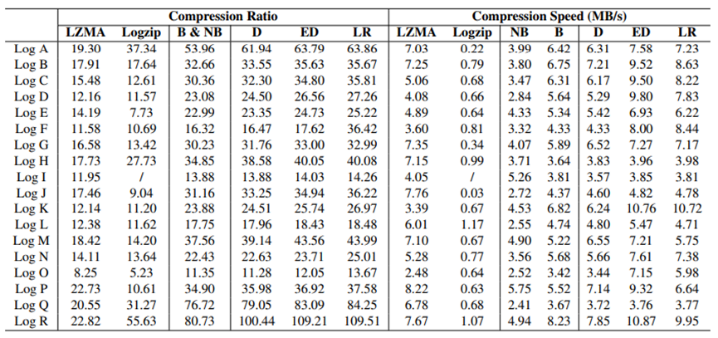 Compression Ratio Compression Speed (MB/s)
LZMA Logzip B & NB D ED LR LZMA Logzip NB B D ED LR
Log A 19.30 37.34 53.96 61.94 63.79 63.86 7.03 0.22 3.99 6.42 6.31 7.58 7.23
Log B 17.91 17.64 32.66 33.55 35.63 35.67 7.25 0.79 3.80 6.75 7.21 9.52 8.63
Log C 15.48 12.61 30.36 32.30 34.80 35.81 5.06 0.68 3.47 6.31 6.17 9.50 8.22
Log D 12.16 11.57 23.08 24.50 26.56 27.26 4.08 0.66 2.84 5.64 5.29 9.80 7.83
Log E 14.19 7.73 22.99 23.35 24.73 25.22 4.89 0.64 4.33 5.34 5.42 6.93 6.22
Log F 11.58 10.69 16.32 16.47 17.62 36.42 3.60 0.81 3.32 4.33 4.33 8.00 8.44
Log G 16.58 13.42 30.23 31.76 33.00 32.99 7.35 0.34 4.07 5.89 6.52 7.27 7.17
Log H 17.73 27.73 34.85 38.58 40.05 40.08 7.15 0.99 3.71 3.64 3.83 3.96 3.98
Log I 11.95 / 13.88 13.88 14.03 14.26 4.05 / 5.26 3.81 3.57 3.85 3.81
Log J 17.46 9.04 31.16 33.25 34.94 36.22 7.76 0.03 2.72 4.37 4.60 4.82 4.78
Log K 12.14 11.20 23.88 24.51 25.74 26.97 3.39 0.67 4.53 6.82 6.24 10.76 10.72
Log L 12.38 11.62 17.75 17.96 18.43 18.48 6.01 1.17 2.55 4.74 4.80 5.47 4.71
Log M 18.42 14.20 37.56 39.14 43.56 43.99 7.10 0.67 4.90 5.22 6.55 7.21 5.75
Log N 14.11 13.64 22.43 22.63 23.71 25.01 5.28 0.77 3.56 5.68 5.66 7.61 7.38
Log O 8.25 5.23 11.35 11.28 12.05 13.67 2.48 0.64 2.52 3.42 3.44 7.15 5.98
Log P 22.73 10.61 34.90 35.98 36.92 37.58 8.22 0.63 5.75 5.52 7.14 9.32 6.64
Log Q 20.55 31.27 76.72 79.05 83.09 84.25 6.78 0.68 2.41 3.67 3.72 3.76 3.77
Log R 22.82 55.63 80.73 100.44 109.21 109.51 7.67 1.07 4.94 8.23 7.85 10.87 9.95